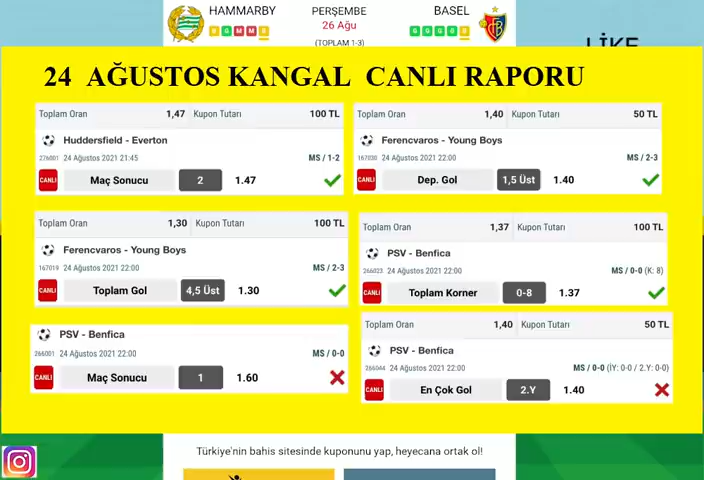 HAMMARBY
PERŞEMBE
BASEL
26 Ağu
B G M M B
G G G G B
(TOPLAM 1-3)
LİKE
24 AĞUSTOS KANGAL CANLI RAPORU
Toplam Oran 1,47 Kupon Tutarı 100 TL
Huddersfield - Everton
276001 24 Ağustos 2021 21:45 MS / 1-2
CANLI Maç Sonucu 2 1.47
Toplam Oran 1,40 Kupon Tutarı 50 TL
Ferencvaros - Young Boys
167030 24 Ağustos 2021 22:00 MS / 2-3
CANLI Dep. Gol 1,5 Üst 1.40
Toplam Oran 1,30 Kupon Tutarı 100 TL
Ferencvaros - Young Boys
167019 24 Ağustos 2021 22:00 MS / 2-3
CANLI Toplam Gol 4,5 Üst 1.30
Toplam Oran 1,37 Kupon Tutarı 100 TL
PSV - Benfica
266023 24 Ağustos 2021 22:00 MS / 0-0 (K: 8)
CANLI Toplam Korner 0-8 1.37
PSV - Benfica
266001 24 Ağustos 2021 22:00 MS / 0-0
CANLI Maç Sonucu 1 1.60
Toplam Oran 1,40 Kupon Tutarı 50 TL
PSV - Benfica
266044 24 Ağustos 2021 22:00 MS / 0-0 (İY: 0-0 / 2.Y: 0-0)
CANLI En Çok Gol 2.Y 1.40
Türkiye'nin bahis sitesinde kuponunu yap, heyecana ortak ol!